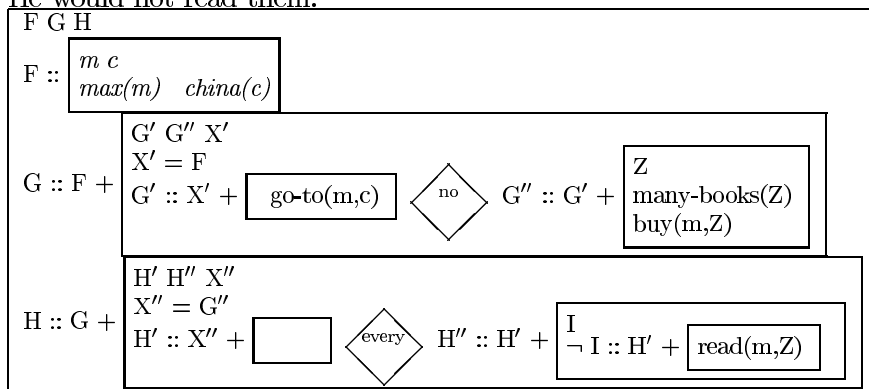 He would not read them.
F G H
F :: m c
max(m) china(c)
G :: F +
G′ G″ X′
X′ = F
G′ :: X′ + go-to(m,c) no G″ :: G′ +
Z
many-books(Z)
buy(m,Z)
H :: G +
H′ H″ X″
X″ = G″
H′ :: X″ + every H″ :: H′ +
I
¬ I :: H′ + read(m,Z)